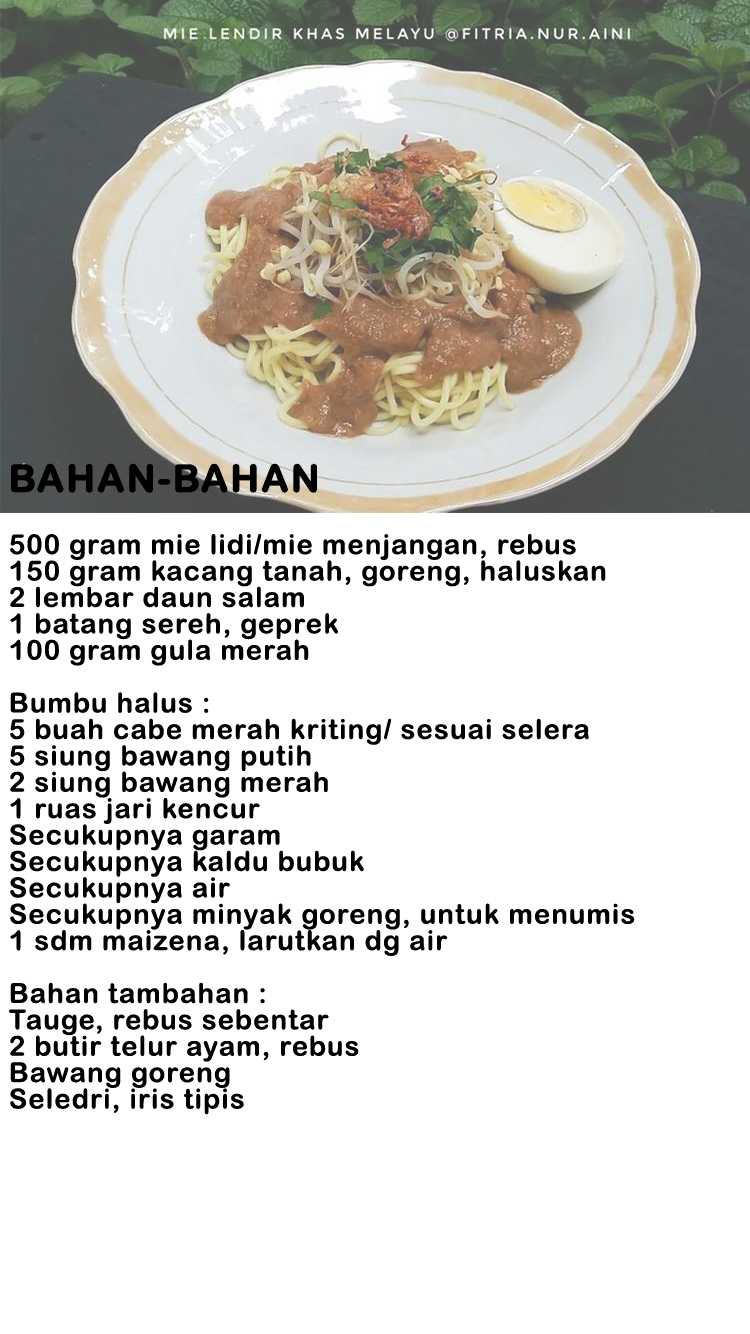 MIE LENDIR KHAS MELAYU @FITRIA.NUR.AINI
BAHAN-BAHAN
500 gram mie lidi/mie menjangan, rebus
150 gram kacang tanah, goreng, haluskan
2 lembar daun salam
1 batang sereh, geprek
100 gram gula merah
Bumbu halus :
5 buah cabe merah kriting/ sesuai selera
5 siung bawang putih
2 siung bawang merah
1 ruas jari kencur
Secukupnya garam
Secukupnya kaldu bubuk
Secukupnya air
Secukupnya minyak goreng, untuk menumis
1 sdm maizena, larutkan dg air
Bahan tambahan :
Tauge, rebus sebentar
2 butir telur ayam, rebus
Bawang goreng
Seledri, iris tipis